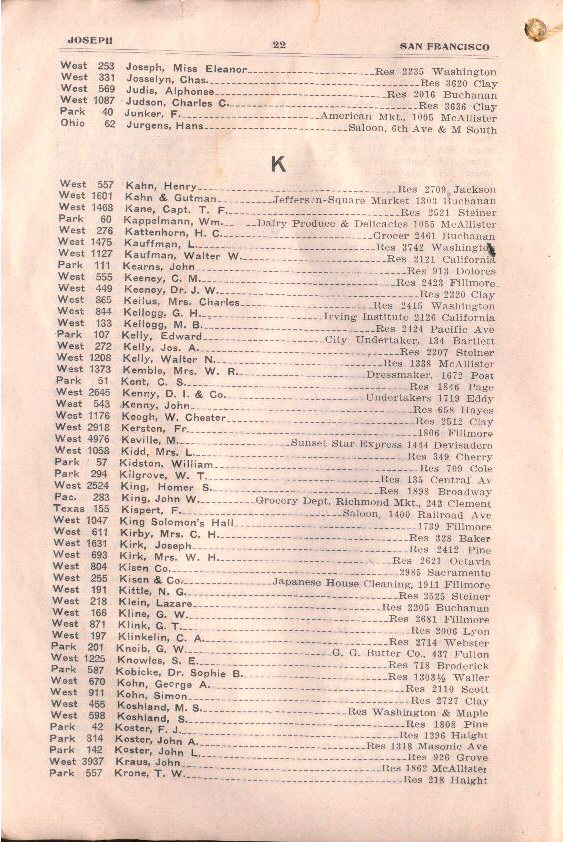 JOSEPH 22 SAN FRANCISCO
West 253 Joseph, Miss Eleanor Res 2235 Washington
West 331 Josselyn, Chas. Res 3620 Clay
West 569 Judis, Alphonse Res 2016 Buchanan
West 1087 Judson, Charles C. Res 3636 Clay
Park 40 Junker, F. American Mkt., 1005 McAllister
Ohio 62 Jurgens, Hans Saloon, 6th Ave & M South
K
West 557 Kahn, Henry Res 2709 Jackson
West 1601 Kahn & Gutman Jefferson-Square Market 1303 Buchanan
West 1468 Kane, Capt. T. F. Res 2521 Steiner
Park 60 Kappelmann, Wm. Dairy Produce & Delicacies 1055 McAllister
West 276 Kattenhorn, H. C. Grocer 2461 Buchanan
West 1475 Kauffman, L. Res 3742 Washington
West 1127 Kaufman, Walter W. Res 3121 California
Park 111 Kearns, John Res 913 Dolores
West 555 Keeney, C. M. Res 2423 Fillmore
West 449 Keeney, Dr. J. W. Res 2320 Clay
West 865 Keilus, Mrs. Charles Res 2415 Washington
West 844 Kellogg, G. H. Irving Institute 2126 California
West 133 Kellogg, M. B. Res 2424 Pacific Ave
Park 107 Kelly, Edward City Undertaker, 134 Bartlett
West 272 Kelly, Jos. A. Res 2207 Steiner
West 1208 Kelly, Walter N. Res 1338 McAllister
West 1373 Kemble, Mrs. W. R. Dressmaker, 1672 Post
Park 51 Kent, C. S. Res 1846 Page
West 2645 Kenny, D. I. & Co. Undertakers 1719 Eddy
West 543 Kenny, John Res 658 Hayes
West 1176 Keogh, W. Chester Res 2512 Clay
West 2918 Kersten, Fr. 1806 Fillmore
West 4976 Keville, M. Sunset Star Express 1444 Devisadero
West 1058 Kidd, Mrs. L. Res 349 Cherry
Park 57 Kidston, William Res 709 Cole
Park 294 Kilgrove, W. T. Res 135 Central Av
West 2524 King, Homer S. Res 1898 Broadway
Pac. 283 King, John W. Grocery Dept. Richmond Mkt., 242 Clement
Texas 155 Kispert, F. Saloon, 1400 Railroad Ave
West 1047 King Solomon's Hall 1739 Fillmore
West 611 Kirby, Mrs. C. H. Res 328 Baker
West 1631 Kirk, Joseph Res 2412 Pine
West 693 Kirk, Mrs. W. H. Res 2621 Octavia
West 804 Kisen Co. 2985 Sacramento
West 255 Kisen & Co. Japanese House Cleaning, 1911 Fillmore
West 191 Kittle, N. G. Res 2525 Steiner
West 218 Klein, Lazare Res 2205 Buchanan
West 166 Kline, G. W. Res 2681 Fillmore
West 871 Klink, G. T. Res 2006 Lyon
West 197 Klinkelin, C. A. Res 2714 Webster
Park 201 Kneib, G. W. G. G. Butter Co., 437 Fulton
West 1225 Knowles, S. E. Res 718 Broderick
Park 587 Kobicke, Dr. Sophie B. Res 1303½ Waller
West 670 Kohn, George A. Res 2110 Scott
West 911 Kohn, Simon Res 2727 Clay
West 455 Koshland, M. S. Res Washington & Maple
West 598 Koshland, S. Res 1808 Pine
Park 42 Koster, F. J. Res 1296 Haight
Park 314 Koster, John A. Res 1318 Masonic Ave
Park 142 Koster, John L. Res 926 Grove
West 3937 Kraus, John Res 1862 McAllister
Park 557 Krone, T. W. Res 218 Haight